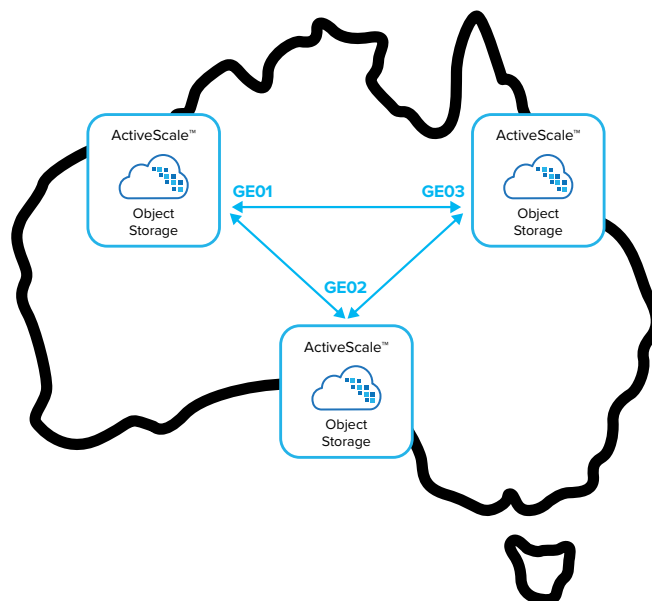 ActiveScale™
Object
Storage
GE01
GE03
ActiveScale™
Object
Storage
GE02
ActiveScale™
Object
Storage